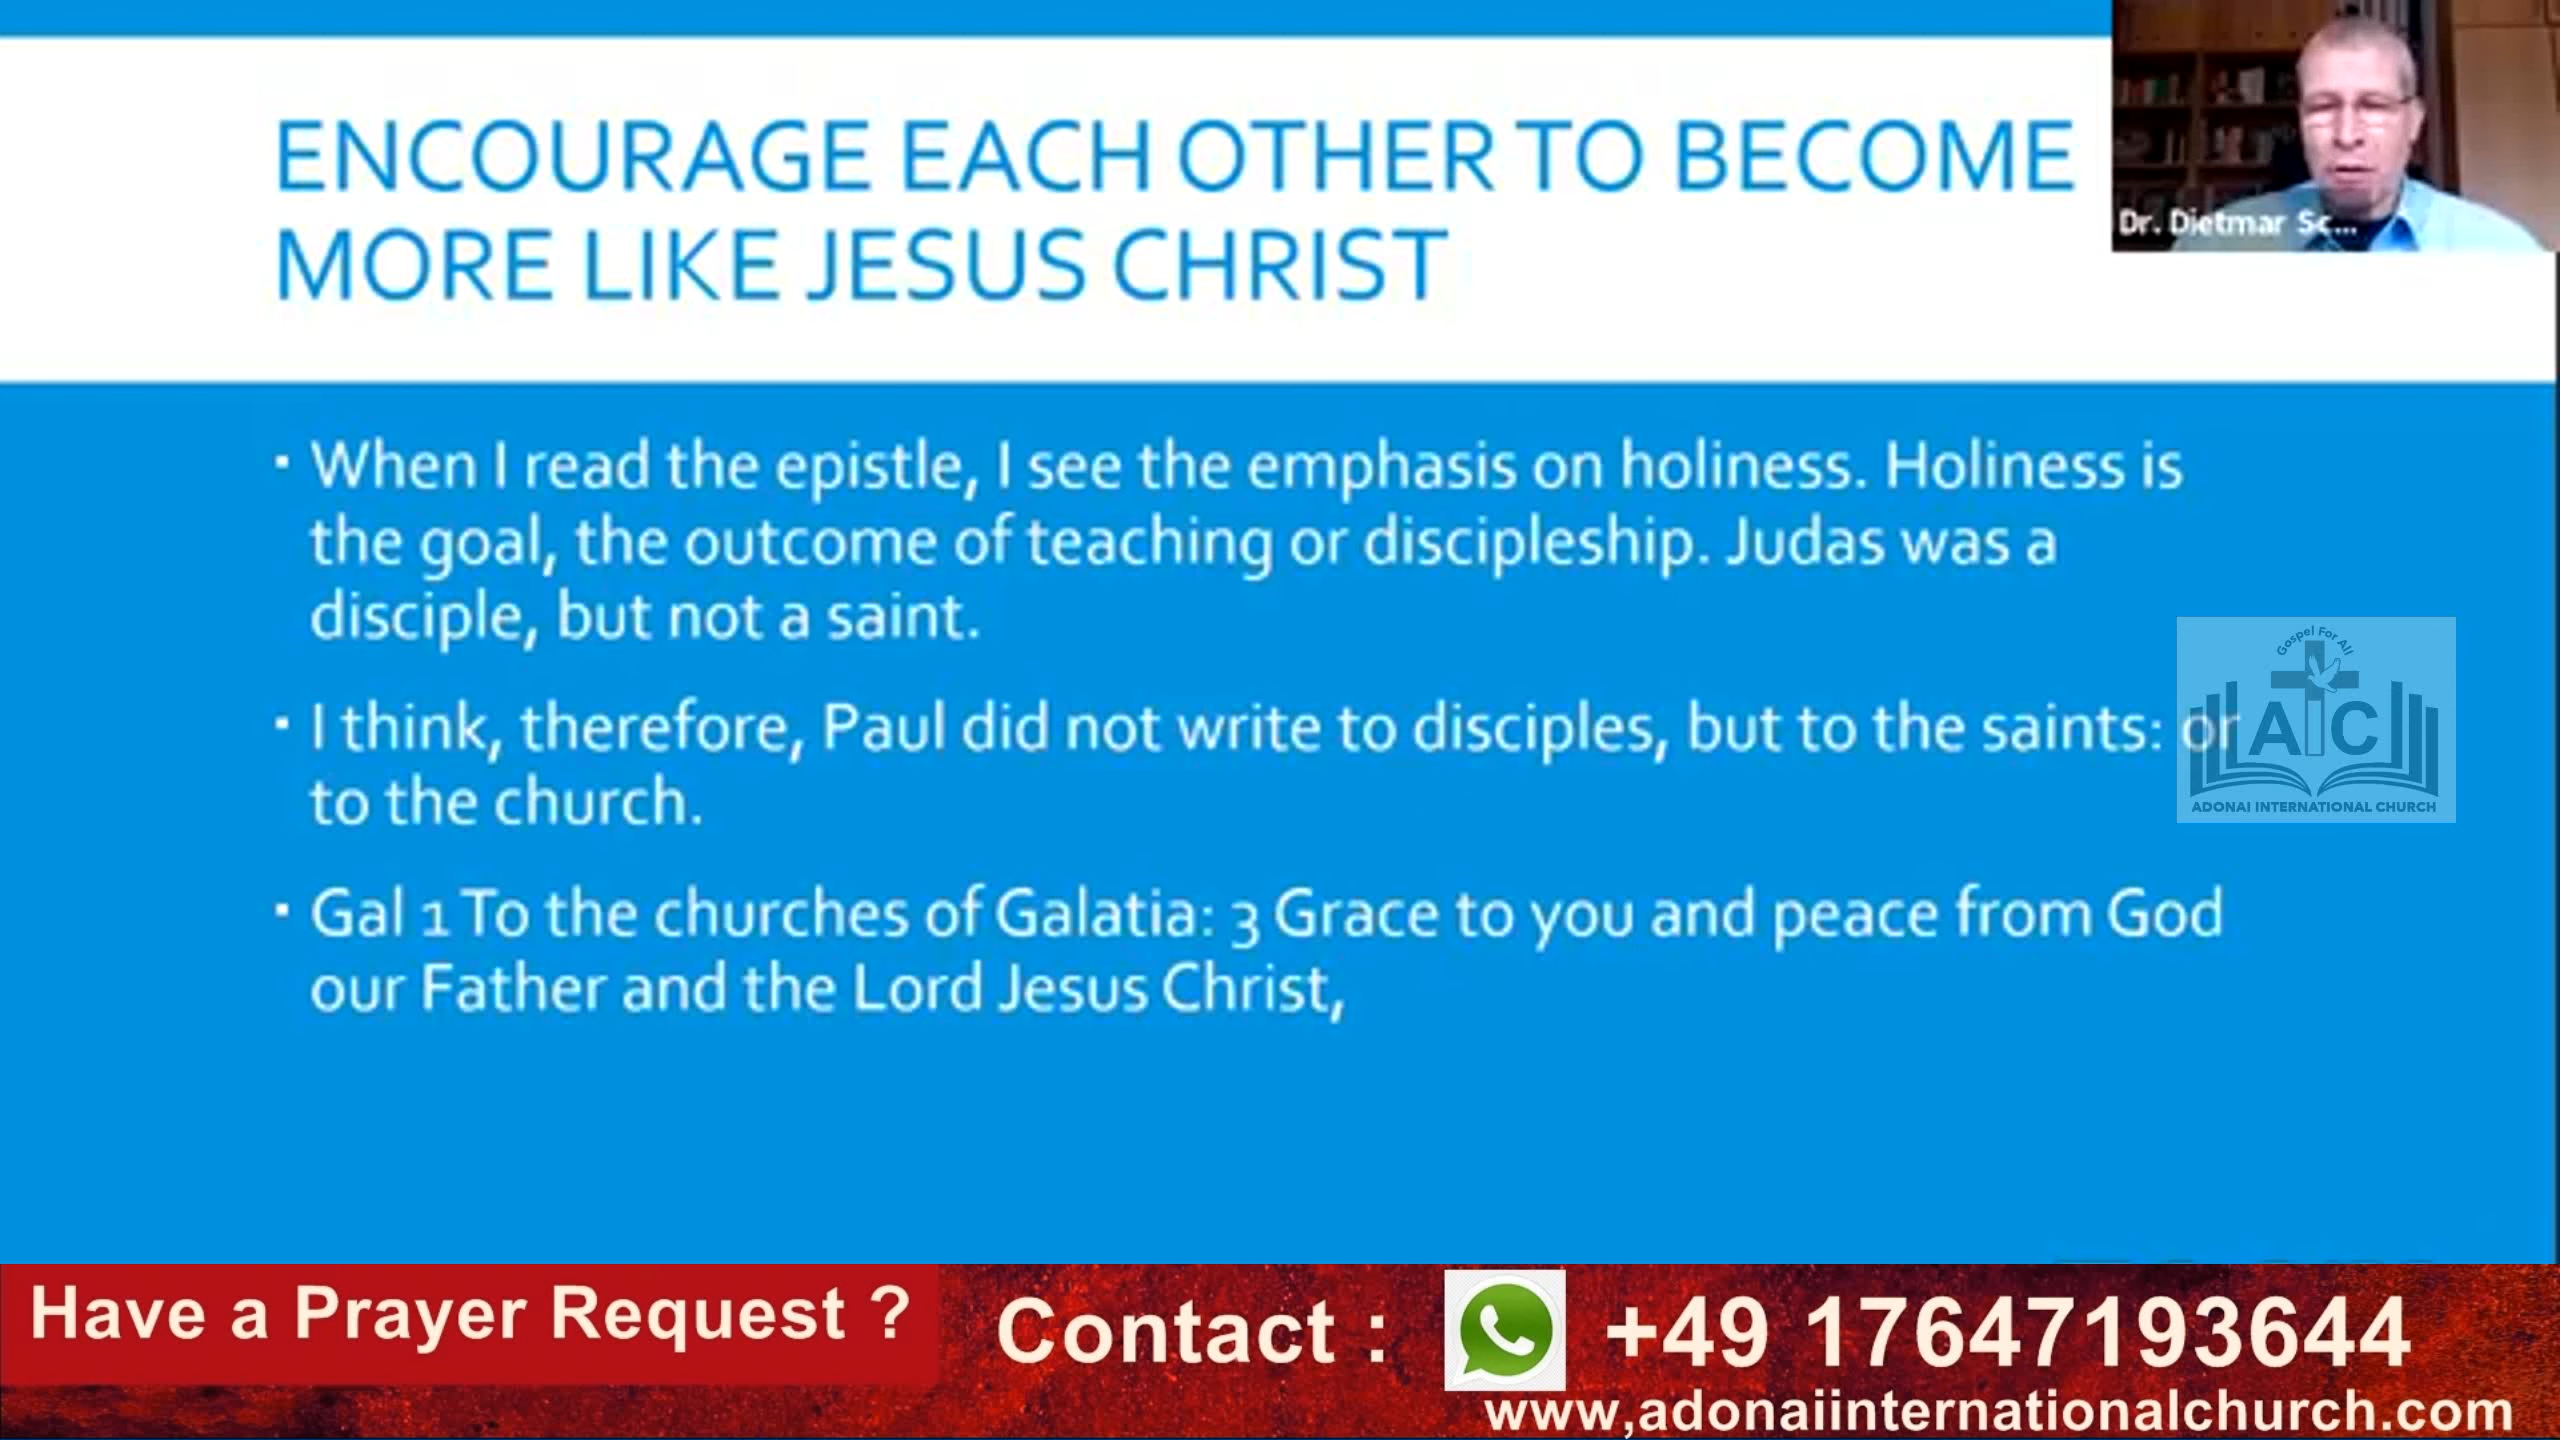 ENCOURAGE EACH OTHER TO BECOME
MORE LIKE JESUS CHRIST
Dr. Dietmar Sc...
▪ When I read the epistle, I see the emphasis on holiness. Holiness is
the goal, the outcome of teaching or discipleship. Judas was a
disciple, but not a saint.
▪ I think, therefore, Paul did not write to disciples, but to the saints: or
to the church.
▪ Gal 1 To the churches of Galatia: 3 Grace to you and peace from God
our Father and the Lord Jesus Christ,
Gospel For All
AIC
ADONAI INTERNATIONAL CHURCH
Have a Prayer Request ?
Contact :
+49 17647193644
www,adonaiinternationalchurch.com